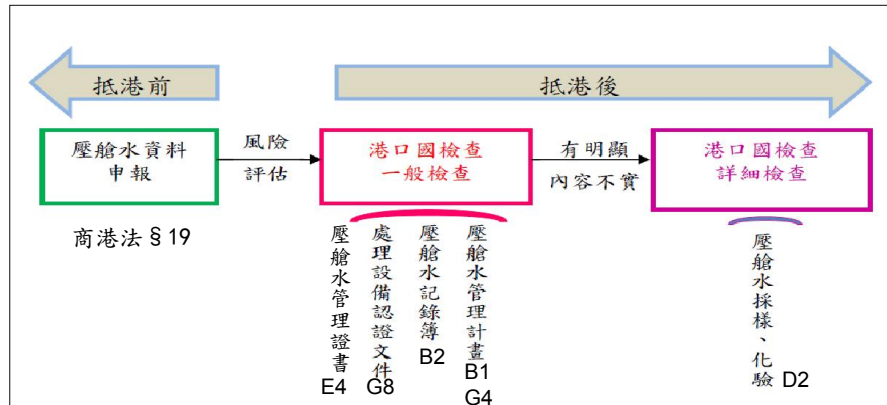 抵港前
抵港後
壓艙水資料
申報
風險
評估
港口國檢查
一般檢查
有明顯
內容不實
港口國檢查
詳細檢查
商港法§19
壓艙水管理證書
E4
處理設備認證文件
G8
壓艙水記錄簿
B2
壓艙水管理計畫
B1
G4
壓艙水採樣、化驗
D2